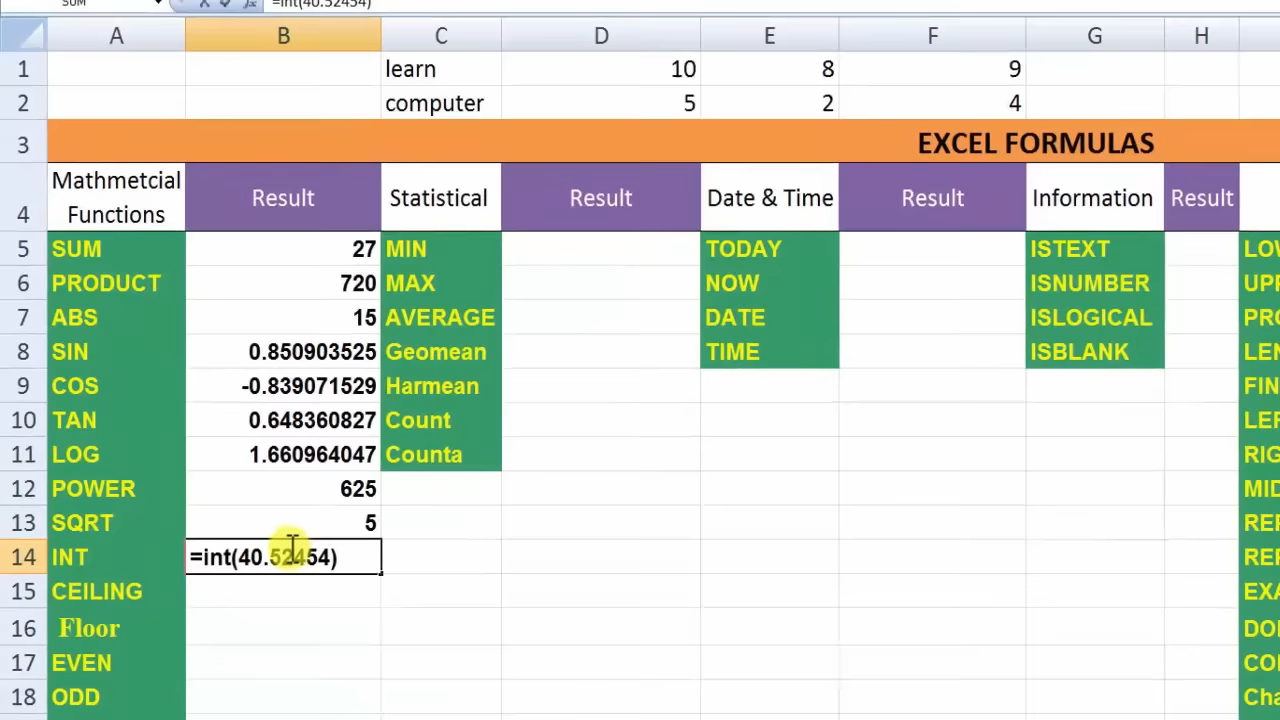 SUM =int(40.52454)
A B C D E F G H
1 learn 10 8 9
2 computer 5 2 4
3 EXCEL FORMULAS
4 Mathmetcial Functions Result Statistical Result Date & Time Result Information Result
5 SUM 27 MIN TODAY ISTEXT
6 PRODUCT 720 MAX NOW ISNUMBER
7 ABS 15 AVERAGE DATE ISLOGICAL
8 SIN 0.850903525 Geomean TIME ISBLANK
9 COS -0.839071529 Harmean
10 TAN 0.648360827 Count
11 LOG 1.660964047 Counta
12 POWER 625
13 SQRT 5
14 INT =int(40.52454)
15 CEILING
16 Floor
17 EVEN
18 ODD